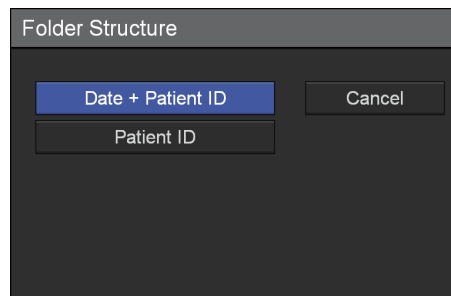 Folder Structure
Date + Patient ID
Cancel
Patient ID